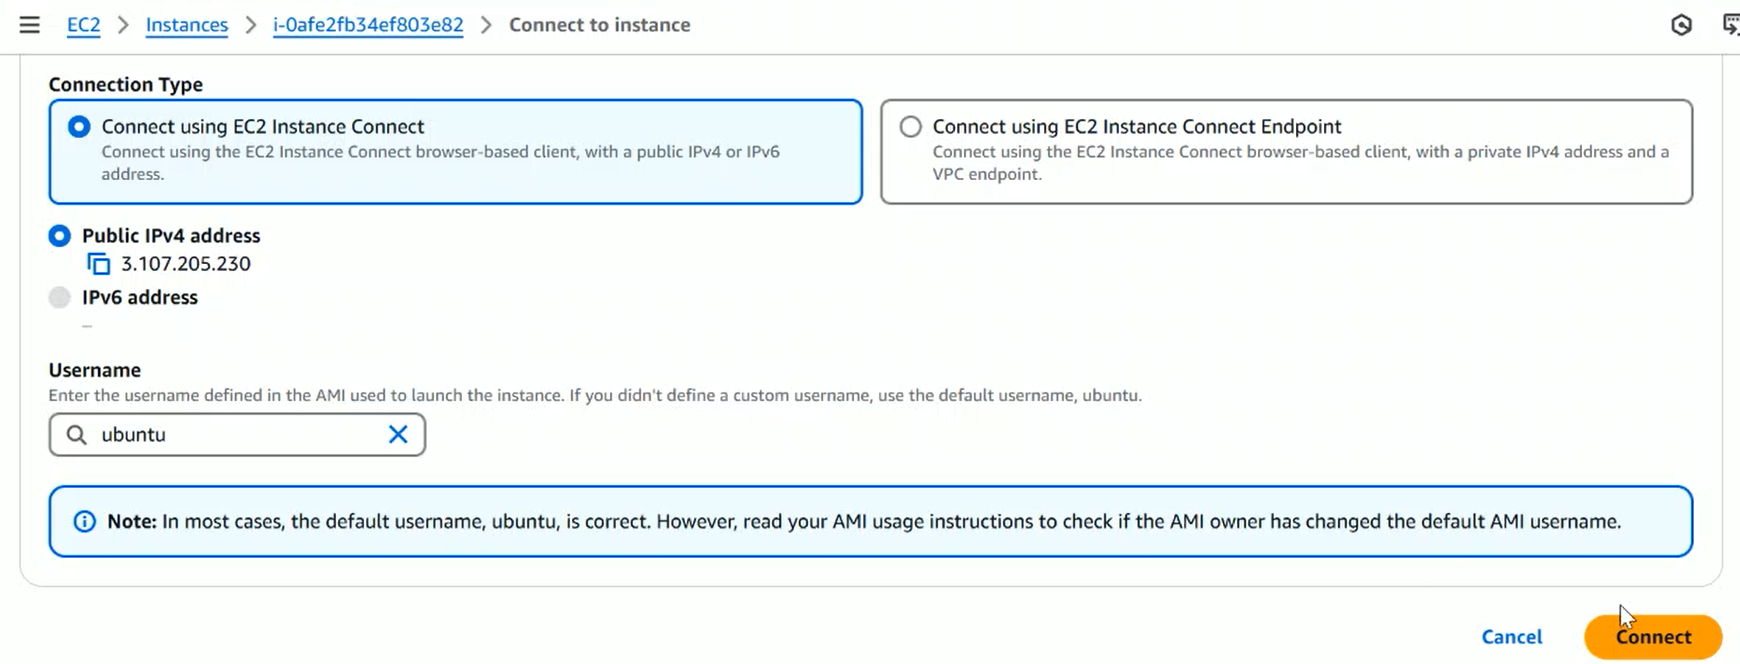 EC2 > Instances > i-0afe2fb34ef803e82 > Connect to instance
Connection Type
Connect using EC2 Instance Connect
Connect using the EC2 Instance Connect browser-based client, with a public IPv4 or IPv6
address.
Connect using EC2 Instance Connect Endpoint
Connect using the EC2 Instance Connect browser-based client, with a private IPv4 address and a
VPC endpoint.
Public IPv4 address
3.107.205.230
IPv6 address
–
Username
Enter the username defined in the AMI used to launch the instance. If you didn't define a custom username, use the default username, ubuntu.
ubuntu
Note: In most cases, the default username, ubuntu, is correct. However, read your AMI usage instructions to check if the AMI owner has changed the default AMI username.
Cancel
Connect